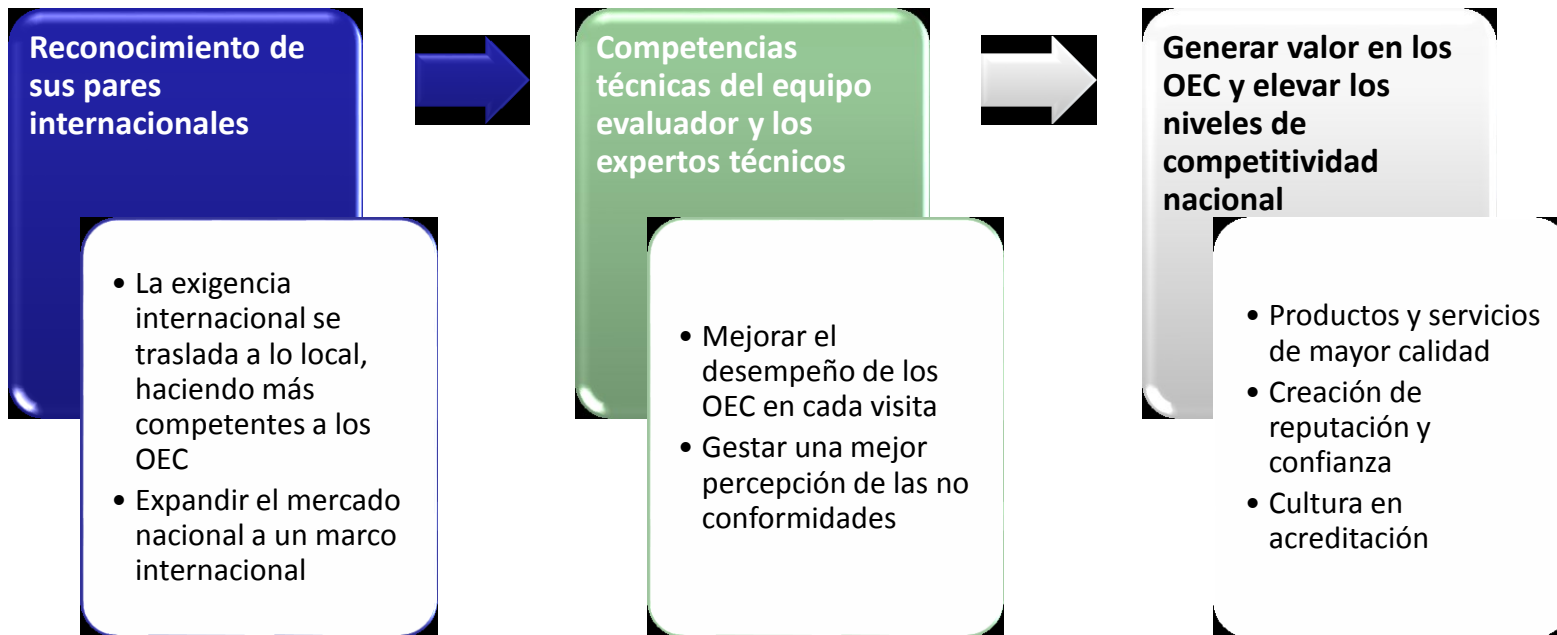 Reconocimiento de
sus pares
internacionales
• La exigencia
internacional se
traslada a lo local,
haciendo más
competentes a los
OEC
• Expandir el mercado
nacional a un marco
internacional
Competencias
técnicas del equipo
evaluador y los
expertos técnicos
• Mejorar el
desempeño de los
OEC en cada visita
• Gestar una mejor
percepción de las no
conformidades
Generar valor en los
OEC y elevar los
niveles de
competitividad
nacional
• Productos y servicios
de mayor calidad
• Creación de
reputación y
confianza
• Cultura en
acreditación